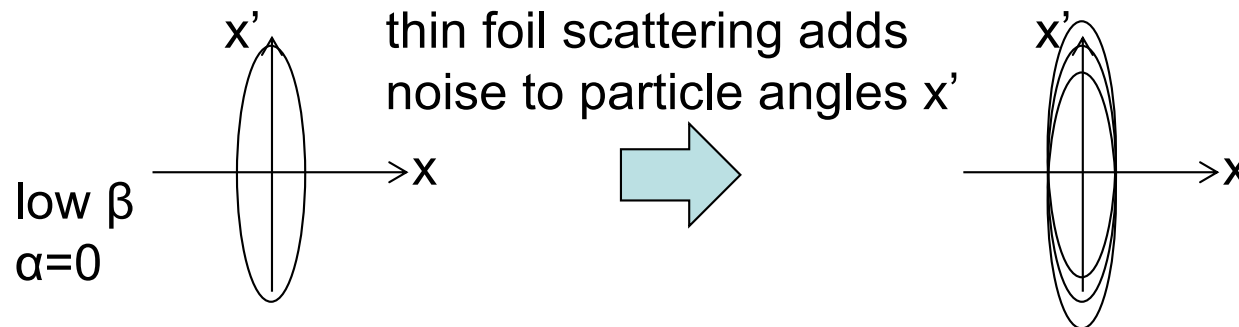 x’
thin foil scattering adds
noise to particle angles x’
x’
x
x
low β
α=0